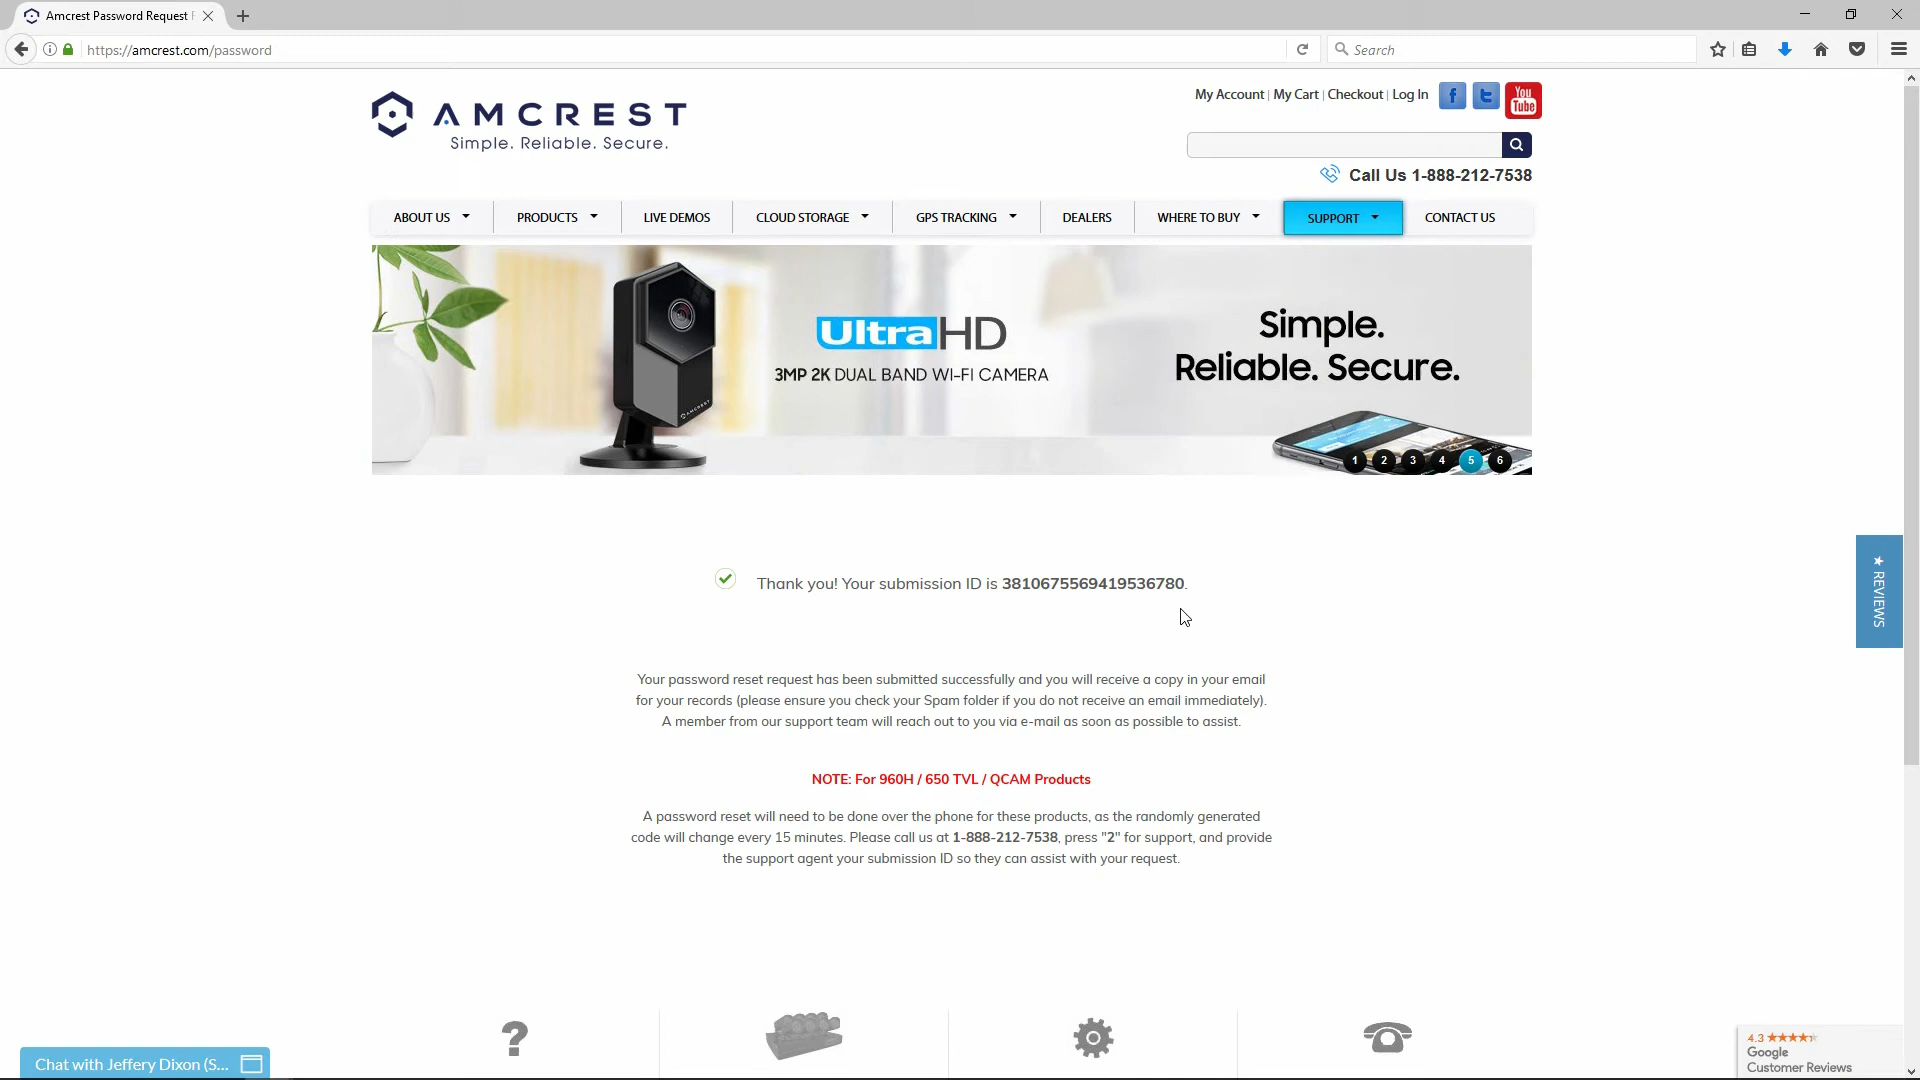 Amcrest Password Request
https://amcrest.com/password
Search
AMCREST
Simple. Reliable. Secure.
My Account | My Cart | Checkout | Log In
f
t
You
Tube
Call Us 1-888-212-7538
ABOUT US
PRODUCTS
LIVE DEMOS
CLOUD STORAGE
GPS TRACKING
DEALERS
WHERE TO BUY
SUPPORT
CONTACT US
UltraHD
3MP 2K DUAL BAND WI-FI CAMERA
Simple.
Reliable. Secure.
AMCREST
1 2 3 4 5 6
Thank you! Your submission ID is 3810675569419536780.
★ REVIEWS
Your password reset request has been submitted successfully and you will receive a copy in your email
for your records (please ensure you check your Spam folder if you do not receive an email immediately).
A member from our support team will reach out to you via e-mail as soon as possible to assist.
NOTE: For 960H / 650 TVL / QCAM Products
A password reset will need to be done over the phone for these products, as the randomly generated
code will change every 15 minutes. Please call us at 1-888-212-7538, press "2" for support, and provide
the support agent your submission ID so they can assist with your request.
?
Chat with Jeffery Dixon (S...
4.3 ★★★★★
Google
Customer Reviews